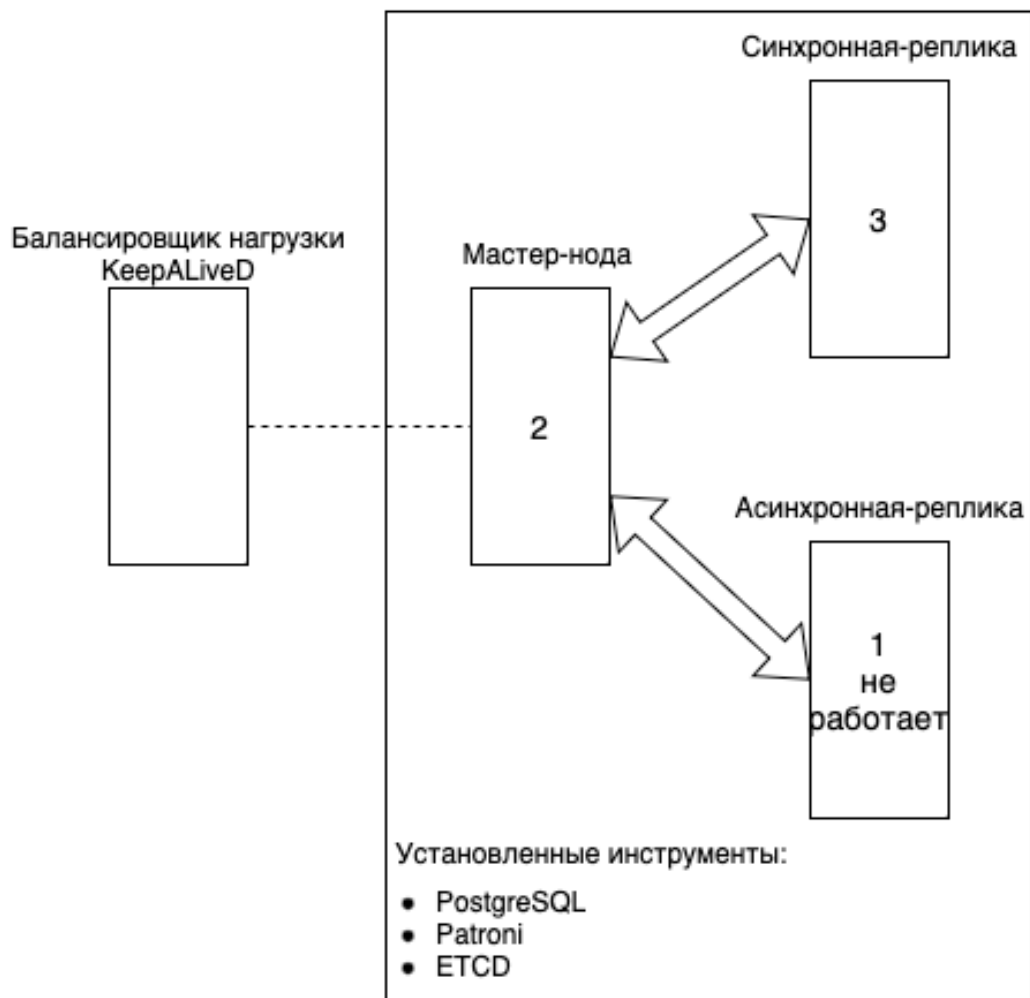 Синхронная-реплика
3
Балансировщик нагрузки
KeepALiveD
Мастер-нода
2
Асинхронная-реплика
1
не
работает
Установленные инструменты:
● PostgreSQL
● Patroni
● ETCD